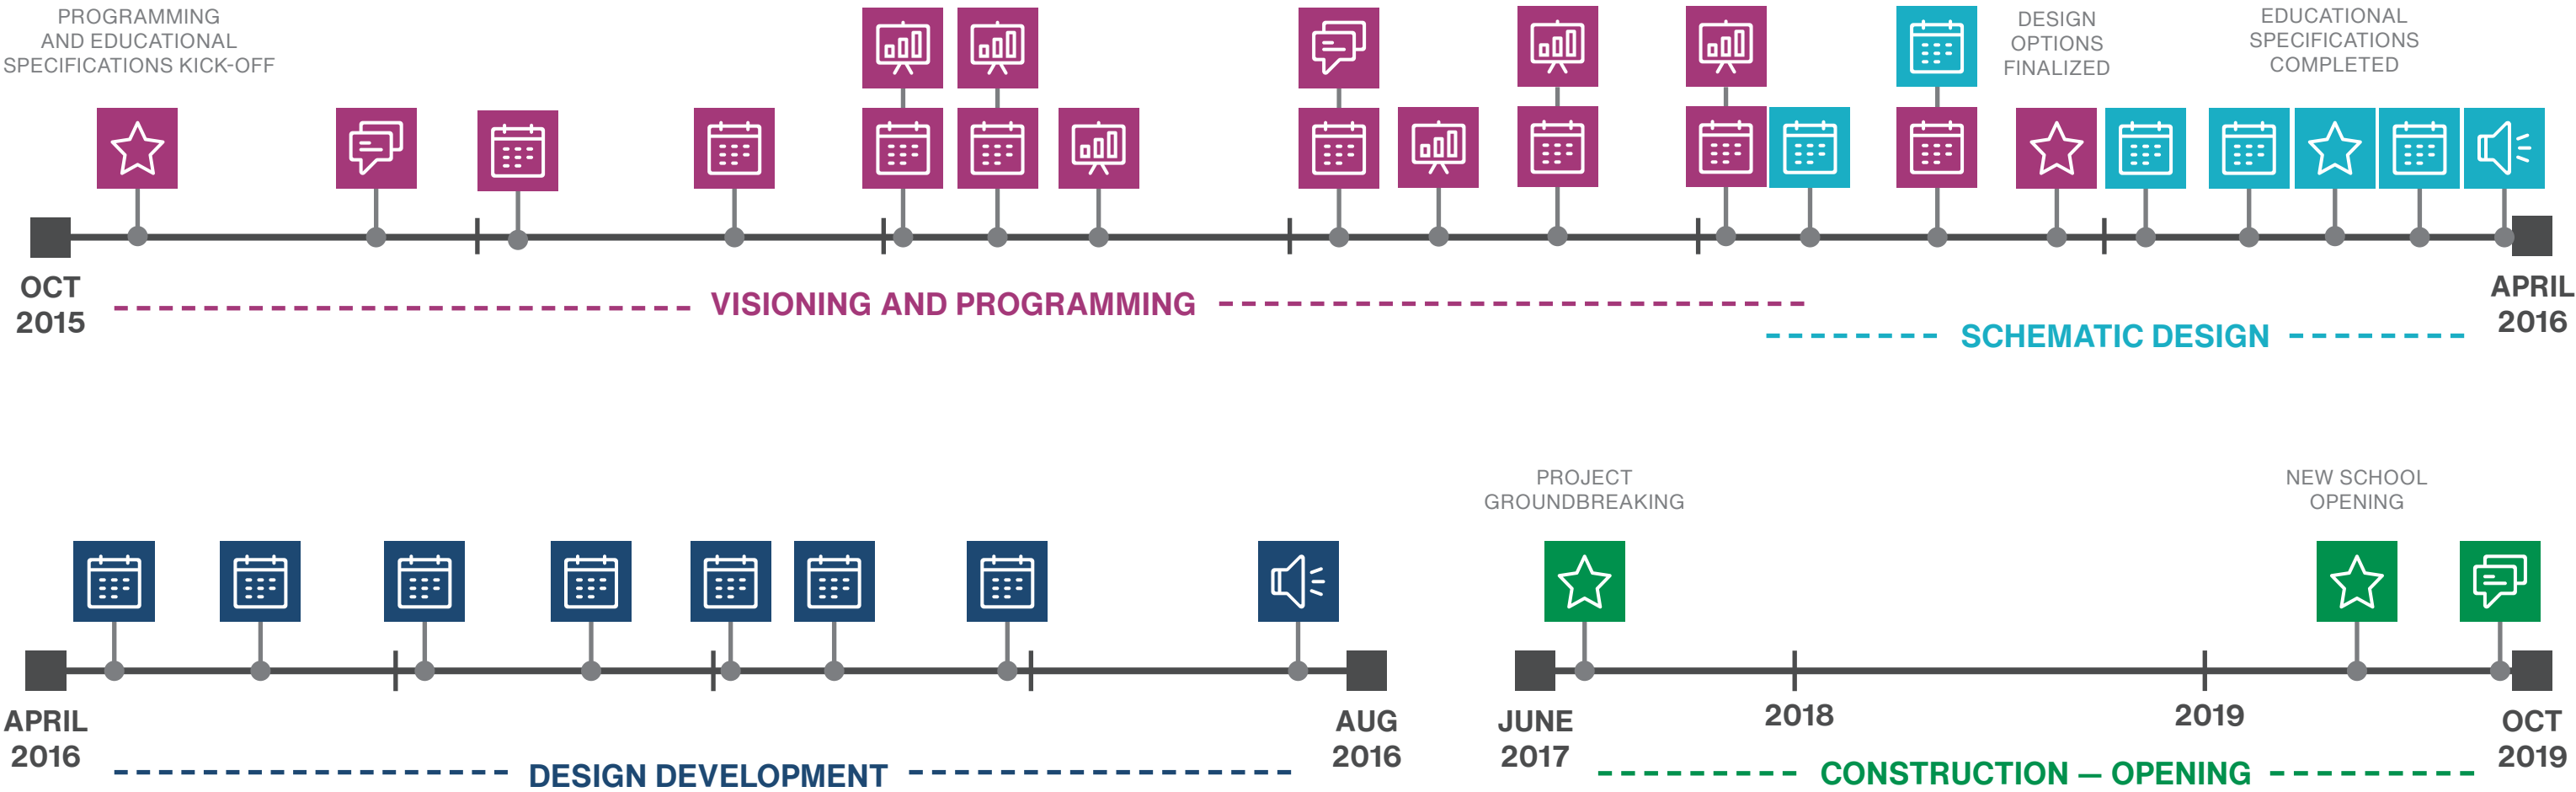 PROGRAMMING
AND EDUCATIONAL
SPECIFICATIONS KICK-OFF
DESIGN
OPTIONS
FINALIZED
EDUCATIONAL
SPECIFICATIONS
COMPLETED
OCT
2015
APRIL
2016
VISIONING AND PROGRAMMING
SCHEMATIC DESIGN
PROJECT
GROUNDBREAKING
NEW SCHOOL
OPENING
APRIL
2016
AUG
2016
DESIGN DEVELOPMENT
JUNE
2017
2018
2019
OCT
2019
CONSTRUCTION — OPENING